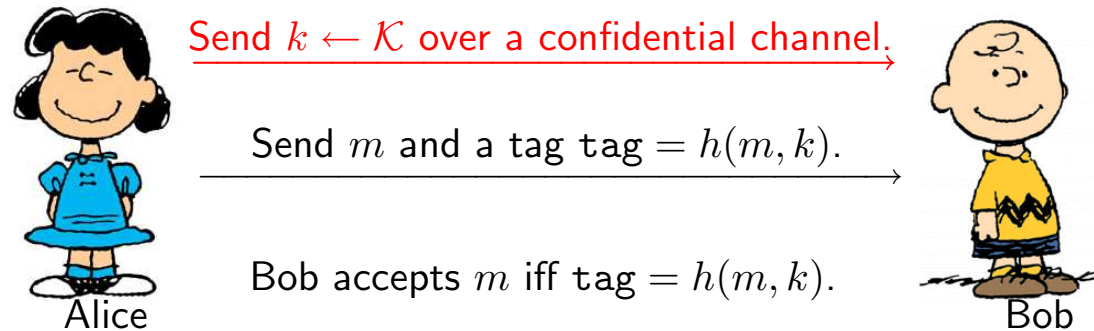 Send k ← 𝒦 over a confidential channel.
Send m and a tag tag = h(m, k).
Bob accepts m iff tag = h(m, k).
Alice
Bob